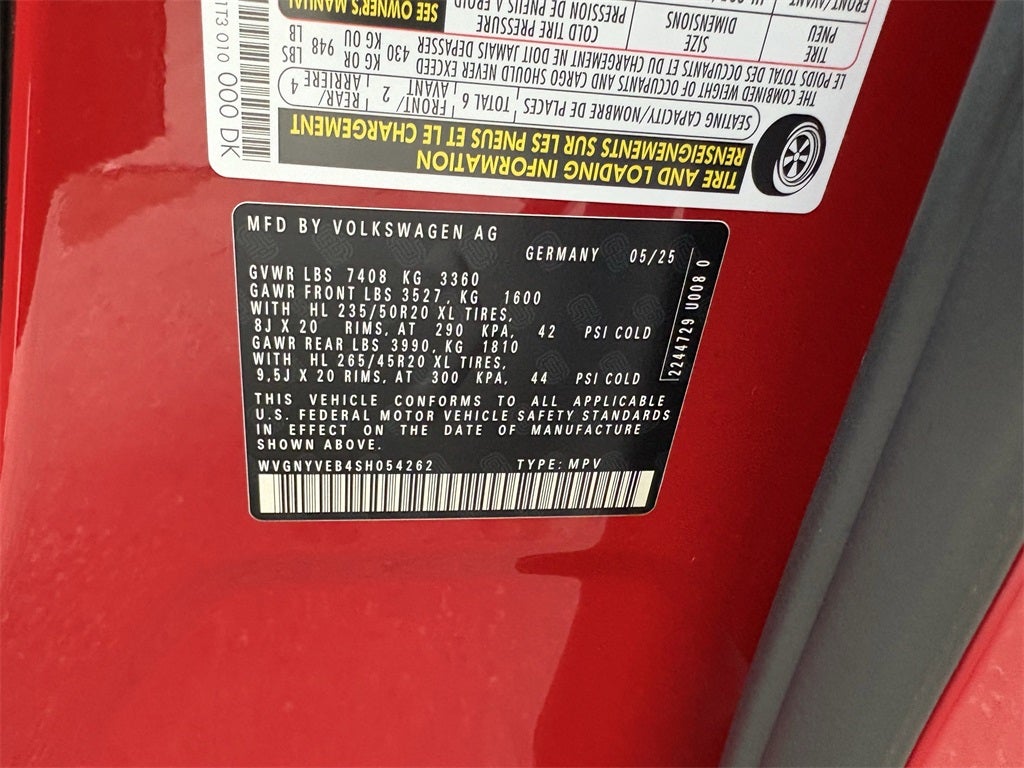 MFD BY VOLKSWAGEN AG
GERMANY 05/25
GVWR LBS 7408 KG 3360
GAWR FRONT LBS 3527, KG 1600
WITH HL 235/50R20 XL TIRES,
8J X 20 RIMS, AT 290 KPA, 42 PSI COLD
GAWR REAR LBS 3990, KG 1810
WITH HL 265/45R20 XL TIRES,
9,5J X 20 RIMS, AT 300 KPA, 44 PSI COLD
THIS VEHICLE CONFORMS TO ALL APPLICABLE
U.S. FEDERAL MOTOR VEHICLE SAFETY STANDARDS
IN EFFECT ON THE DATE OF MANUFACTURE
SHOWN ABOVE.
WVGNYVEB4SH054262 TYPE: MPV
2244729 U008 0
TIRE AND LOADING INFORMATION
RENSEIGNEMENTS SUR LES PNEUS ET LE CHARGEMENT
SEATING CAPACITY/NOMBRE DE PLACES TOTAL 6 FRONT/AVANT 2 REAR/ARRIERE 4
THE COMBINED WEIGHT OF OCCUPANTS AND CARGO SHOULD NEVER EXCEED 430 KG OR 948 LBS
LE POIDS TOTAL DES OCCUPANTS ET DU CHARGEMENT NE DOIT JAMAIS DÉPASSER 430 KG OU 948 LB
TIRE SIZE COLD TIRE PRESSURE
PNEU DIMENSIONS PRESSION DE PNEUS A FROID
SEE OWNER'S MANUAL
FRONT/AVANT
1T3 010 000 DK